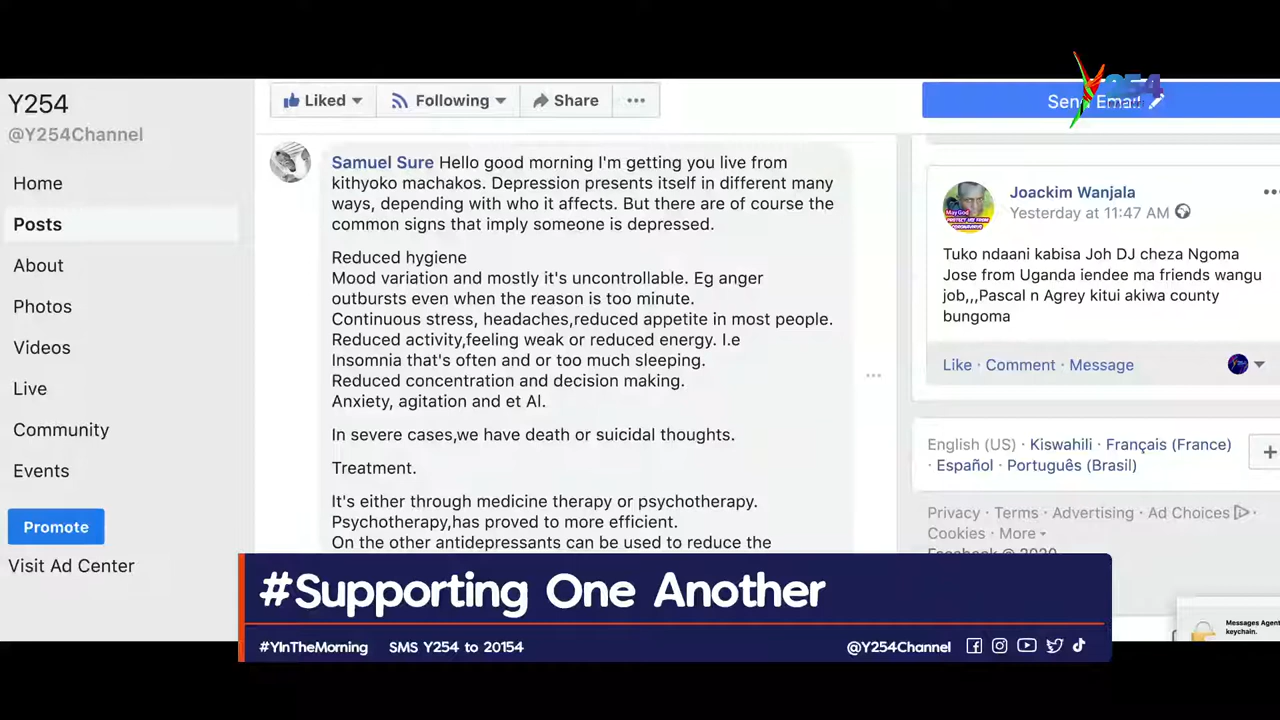 Y254
@Y254Channel
Home
Posts
About
Photos
Videos
Live
Community
Events
Promote
Visit Ad Center
Liked
Following
Share
Samuel Sure Hello good morning I'm getting you live from
kithyoko machakos. Depression presents itself in different many
ways, depending with who it affects. But there are of course the
common signs that imply someone is depressed.
Reduced hygiene
Mood variation and mostly it's uncontrollable. Eg anger
outbursts even when the reason is too minute.
Continuous stress, headaches,reduced appetite in most people.
Reduced activity,feeling weak or reduced energy. I.e
Insomnia that's often and or too much sleeping.
Reduced concentration and decision making.
Anxiety, agitation and et Al.
In severe cases,we have death or suicidal thoughts.
Treatment.
It's either through medicine therapy or psychotherapy.
Psychotherapy,has proved to more efficient.
On the other antidepressants can be used to reduce the
Send Email
Y254
Joackim Wanjala
Yesterday at 11:47 AM
Tuko ndaani kabisa Joh DJ cheza Ngoma
Jose from Uganda iendee ma friends wangu
job,,,Pascal n Agrey kitui akiwa county
bungoma
Like · Comment · Message
English (US) · Kiswahili · Français (France)
· Español · Português (Brasil)
Privacy · Terms · Advertising · Ad Choices ·
Cookies · More
Facebook © 2020
Messages Agent
keychain.
#Supporting One Another
#YInTheMorning SMS Y254 to 20154
@Y254Channel